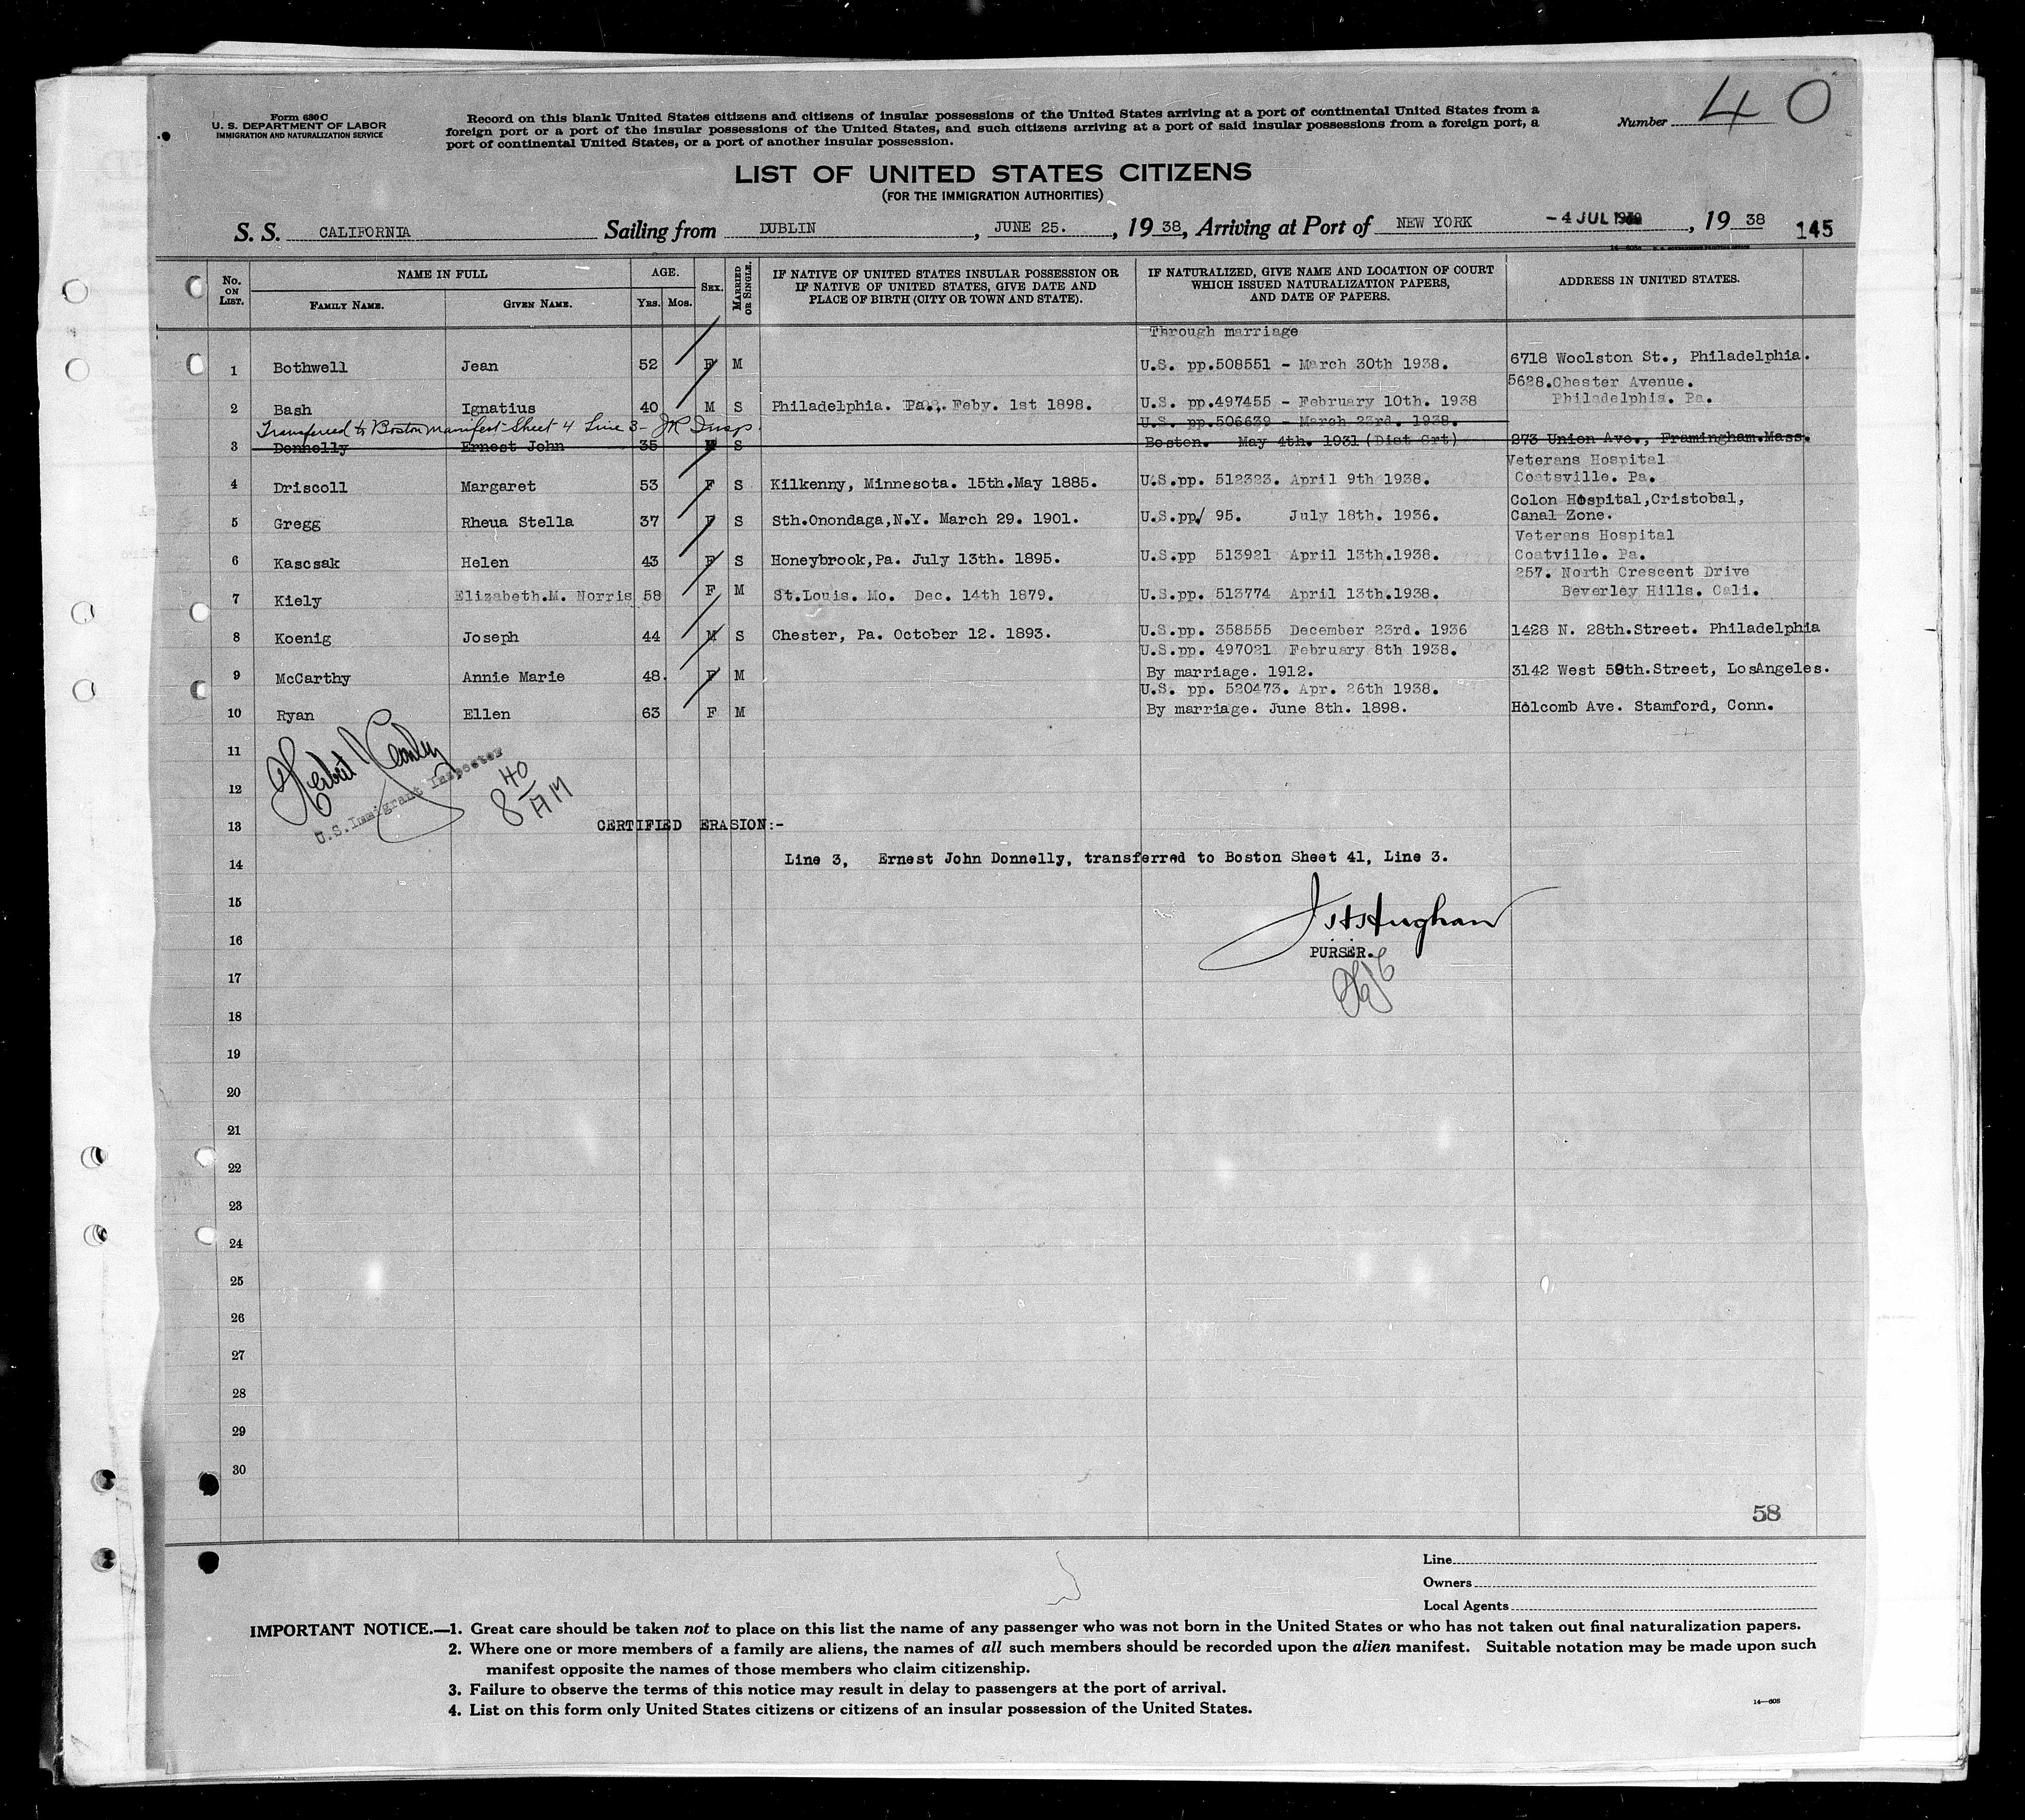 Form 630 C
U. S. DEPARTMENT OF LABOR
IMMIGRATION AND NATURALIZATION SERVICE
Record on this blank United States citizens and citizens of insular possessions of the United States arriving at a port of continental United States from a
foreign port or a port of the insular possessions of the United States, and such citizens arriving at a port of said insular possessions from a foreign port, a
port of continental United States, or a port of another insular possession.
Number 40
LIST OF UNITED STATES CITIZENS
(FOR THE IMMIGRATION AUTHORITIES)
S. S. CALIFORNIA Sailing from DUBLIN, JUNE 25., 19 38, Arriving at Port of NEW YORK -4 JUL, 19 38 145
No. ON LIST. NAME IN FULL FAMILY NAME. GIVEN NAME. AGE. Yrs. Mos. SEX. MARRIED OR SINGLE. IF NATIVE OF UNITED STATES INSULAR POSSESSION OR IF NATIVE OF UNITED STATES, GIVE DATE AND PLACE OF BIRTH (CITY OR TOWN AND STATE). IF NATURALIZED, GIVE NAME AND LOCATION OF COURT WHICH ISSUED NATURALIZATION PAPERS, AND DATE OF PAPERS. ADDRESS IN UNITED STATES.
Through marriage
1 Bothwell Jean 52 F M U.S. pp.508551 - March 30th 1938. 6718 Woolston St., Philadelphia.
5628.Chester Avenue.
2 Bash Ignatius 40 M S Philadelphia. Pa., Feby. 1st 1898. U.S. pp.497455 - February 10th. 1938 Philadelphia. Pa.
Transferred to Boston manifest Sheet 4 Line 3- JR Insp. U.S. pp.506639 - March 23rd. 1938.
3 Donnelly Ernest John 35 M S Boston. May 4th. 1931 (Dist Crt) 273 Union Ave., Framingham.Mass.
Veterans Hospital
4 Driscoll Margaret 53 F S Kilkenny, Minnesota. 15th.May 1885. U.S.pp. 512323. April 9th 1938. Coatsville. Pa.
Colon Hospital,Cristobal,
5 Gregg Rheua Stella 37 F S Sth.Onondaga,N.Y. March 29. 1901. U.S.pp/ 95. July 18th. 1936. Canal Zone.
Veterans Hospital
6 Kascsak Helen 43 F S Honeybrook,Pa. July 13th. 1895. U.S.pp 513921 April 13th.1938. Coatville. Pa.
257. North Crescent Drive
7 Kiely Elizabeth.M. Norris 58 F M St.Louis. Mo. Dec. 14th 1879. U.S.pp. 513774 April 13th.1938. Beverley Hills. Cali.
8 Koenig Joseph 44 M S Chester, Pa. October 12. 1893. U.S.pp. 358555 December 23rd. 1936 1428 N. 28th.Street. Philadelphia
U.S.pp. 497021 February 8th 1938.
9 McCarthy Annie Marie 48. F M By marriage. 1912. 3142 West 59th.Street, LosAngeles.
U.S. pp. 520473. Apr. 26th 1938.
10 Ryan Ellen 63 F M By marriage. June 8th. 1898. Holcomb Ave. Stamford, Conn.
11
U.S.Immigrant Inspector
12
8 40 AM
13 CERTIFIED ERASION:-
14 Line 3, Ernest John Donnelly, transferred to Boston Sheet 41, Line 3.
15
16
PURSER.
17
18
19
20
21
22
23
24
25
26
27
28
29
30
58
Line
Owners
Local Agents
IMPORTANT NOTICE.—1. Great care should be taken not to place on this list the name of any passenger who was not born in the United States or who has not taken out final naturalization papers.
2. Where one or more members of a family are aliens, the names of all such members should be recorded upon the alien manifest. Suitable notation may be made upon such
manifest opposite the names of those members who claim citizenship.
3. Failure to observe the terms of this notice may result in delay to passengers at the port of arrival.
4. List on this form only United States citizens or citizens of an insular possession of the United States.
14—608